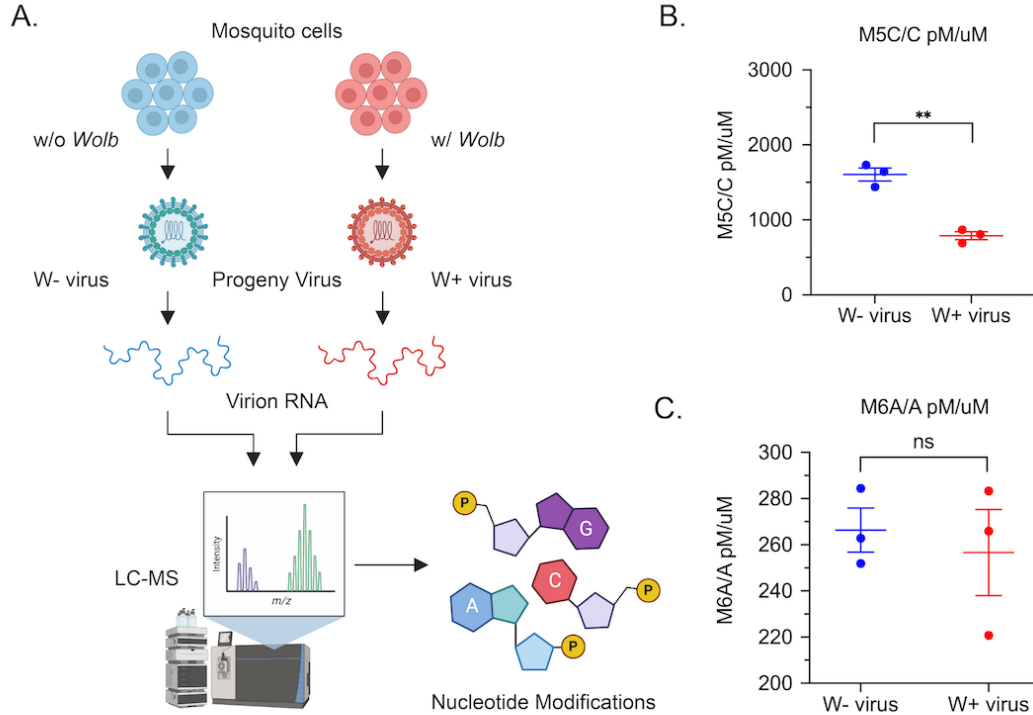 A.
Mosquito cells
w/o Wolb
w/ Wolb
W- virus
Progeny Virus
W+ virus
Virion RNA
LC-MS
Intensity
m/z
P
G
C
P
A
P
Nucleotide Modifications
B.
M5C/C pM/uM
M5C/C pM/uM
3000
2000
1000
0
**
W- virus
W+ virus
C.
M6A/A pM/uM
M6A/A pM/uM
300
280
260
240
220
200
ns
W- virus
W+ virus